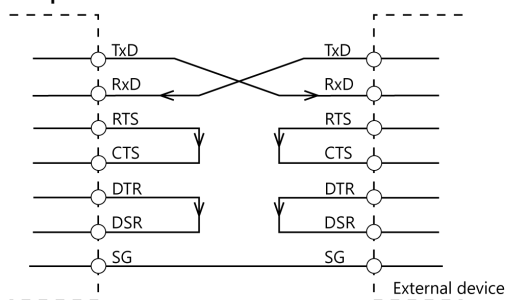 TxD TxD
RxD RxD
RTS RTS
CTS CTS
DTR DTR
DSR DSR
SG SG
External device